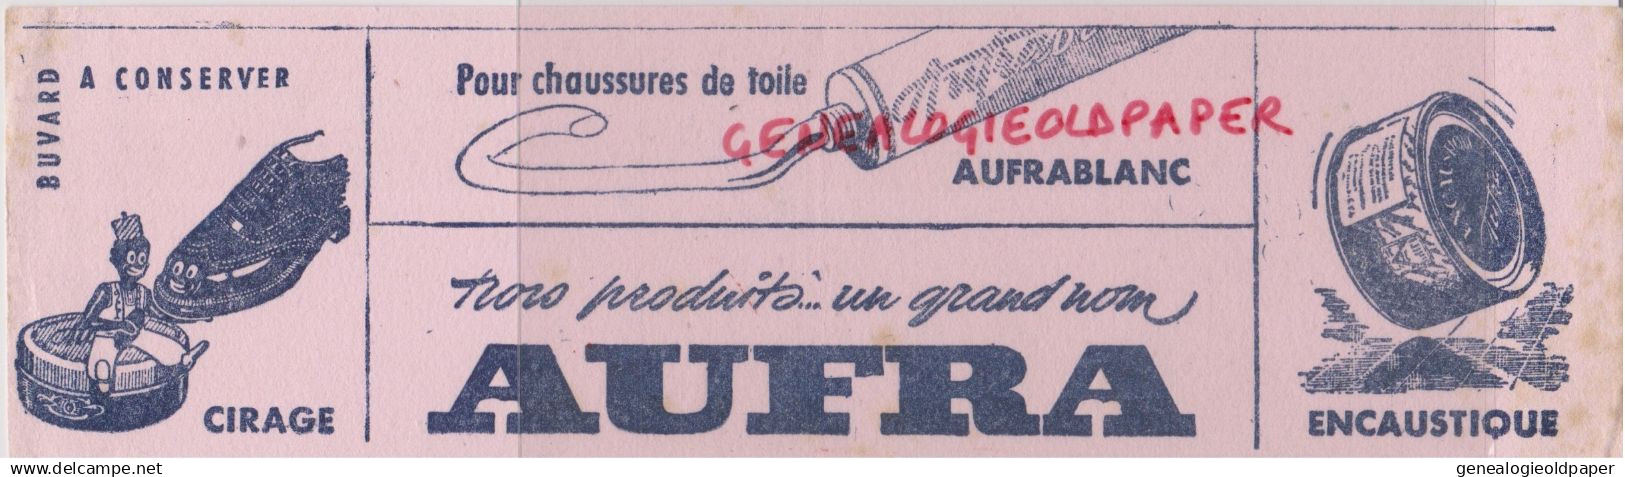 BUVARD
A CONSERVER
Pour chaussures de toile
GENEALOGIEOLDPAPER
AUFRABLANC
trois produits... un grand nom
AUFRA
CIRAGE
ENCAUSTIQUE
www.delcampe.net
genealogieoldpaper